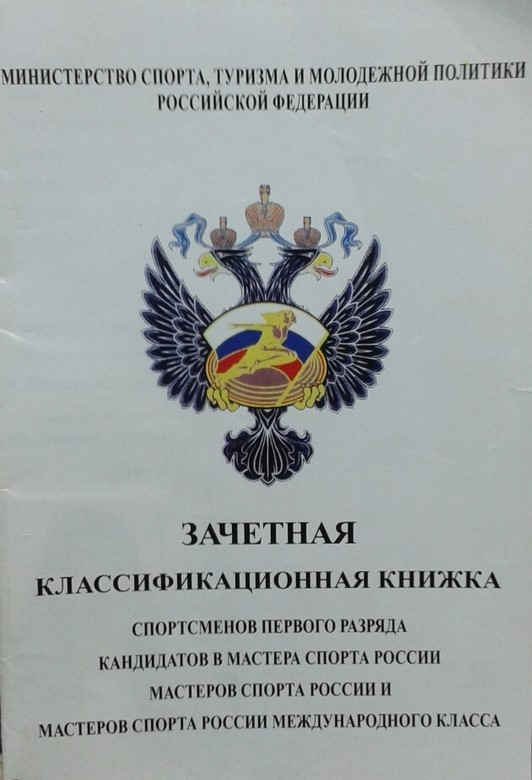 МИНИСТЕРСТВО СПОРТА, ТУРИЗМА И МОЛОДЕЖНОЙ ПОЛИТИКИ
РОССИЙСКОЙ ФЕДЕРАЦИИ
ЗАЧЕТНАЯ
КЛАССИФИКАЦИОННАЯ КНИЖКА
СПОРТСМЕНОВ ПЕРВОГО РАЗРЯДА
КАНДИДАТОВ В МАСТЕРА СПОРТА РОССИИ
МАСТЕРОВ СПОРТА РОССИИ И
МАСТЕРОВ СПОРТА РОССИИ МЕЖДУНАРОДНОГО КЛАССА